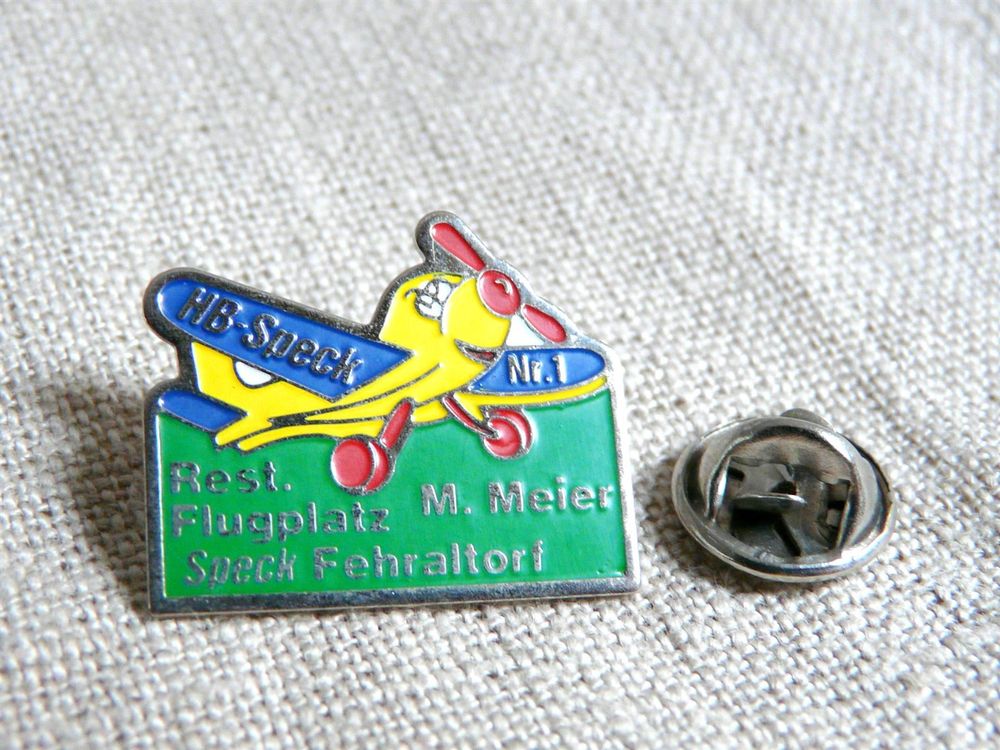 HB-Speck
Nr.1
Rest.
Flugplatz M. Meier
Speck Fehraltorf